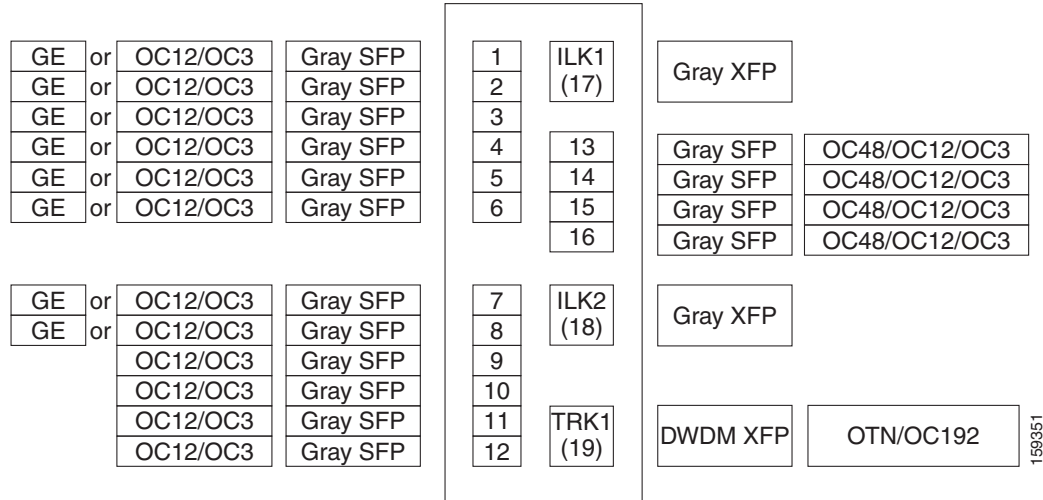 GE or OC12/OC3 Gray SFP 1 ILK1 (17) Gray XFP
GE or OC12/OC3 Gray SFP 2
GE or OC12/OC3 Gray SFP 3
GE or OC12/OC3 Gray SFP 4 13 Gray SFP OC48/OC12/OC3
GE or OC12/OC3 Gray SFP 5 14 Gray SFP OC48/OC12/OC3
GE or OC12/OC3 Gray SFP 6 15 Gray SFP OC48/OC12/OC3
16 Gray SFP OC48/OC12/OC3
GE or OC12/OC3 Gray SFP 7 ILK2 (18) Gray XFP
GE or OC12/OC3 Gray SFP 8
OC12/OC3 Gray SFP 9
OC12/OC3 Gray SFP 10
OC12/OC3 Gray SFP 11 TRK1 (19) DWDM XFP OTN/OC192
OC12/OC3 Gray SFP 12
159351